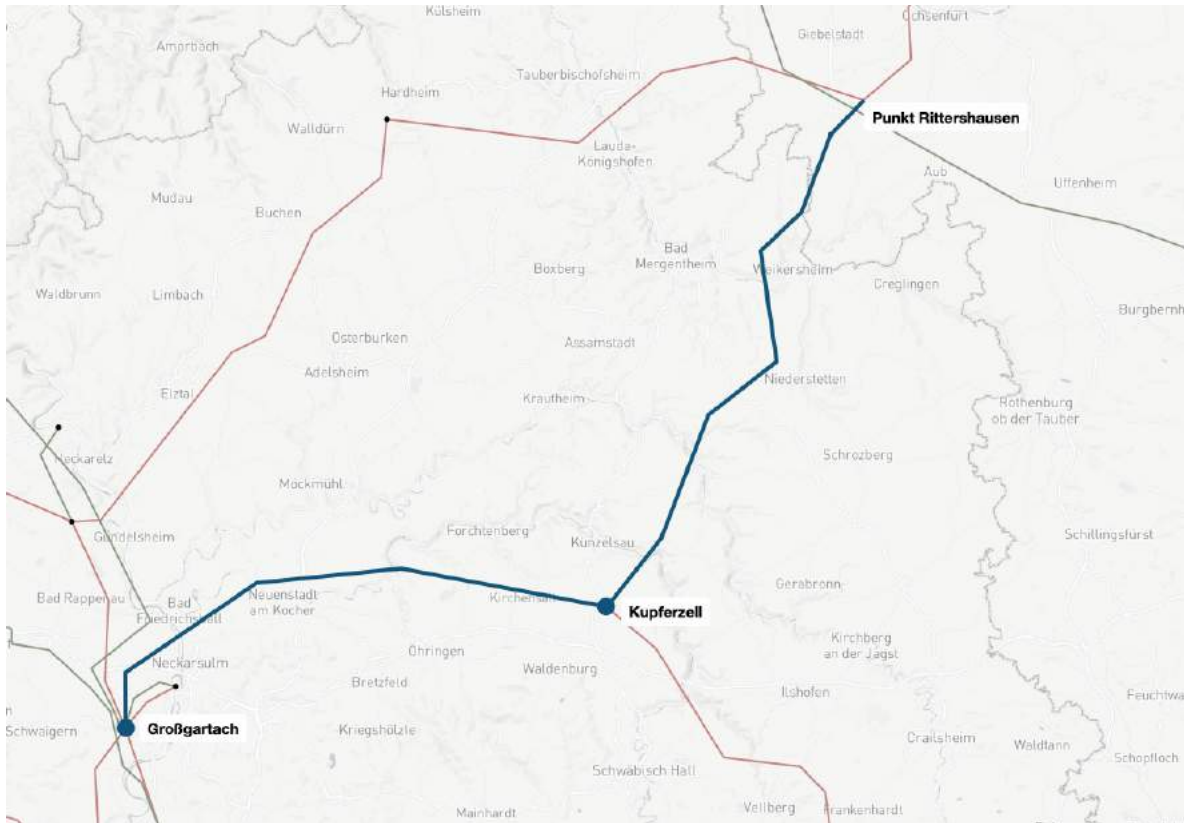 Külsheim
Ochsenfurt
Giebelstadt
Amorbach
Tauberbischofsheim
Hardheim
Punkt Rittershausen
Walldürn
Lauda-
Königshofen
Aub
Uffenheim
Mudau
Buchen
Bad
Mergentheim
Boxberg
Weikersheim
Creglingen
Waldbrunn
Limbach
Burgbernh
Osterburken
Assamstadt
Adelsheim
Niederstetten
Elztal
Krautheim
Rothenburg
ob der Tauber
Neckarelz
Schrozberg
Möckmühl
Gundelsheim
Forchtenberg
Künzelsau
Schillingsfürst
Bad Rappenau
Bad
Friedrichshall
Neuenstadt
am Kocher
Gerabronn
Kupferzell
Kirchberg
an der Jagst
Neckarsulm
Öhringen
Waldenburg
Bretzfeld
Ilshofen
Feuchtwa
Schwaigern
Großgartach
Kriegshölzle
Crailsheim
Schopfloch
Schwäbisch Hall
Mainhardt
Vellberg
Frankenhardt